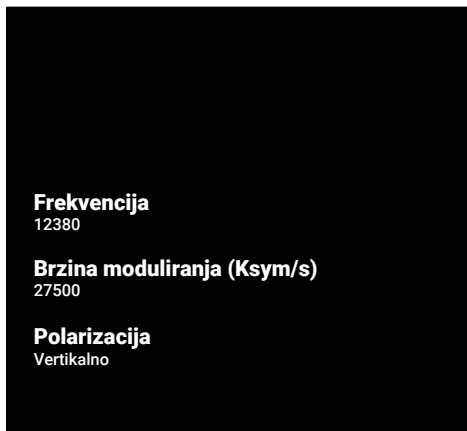 Frekvencija
12380
Brzina moduliranja (Ksym/s)
27500
Polarizacija
Vertikalno